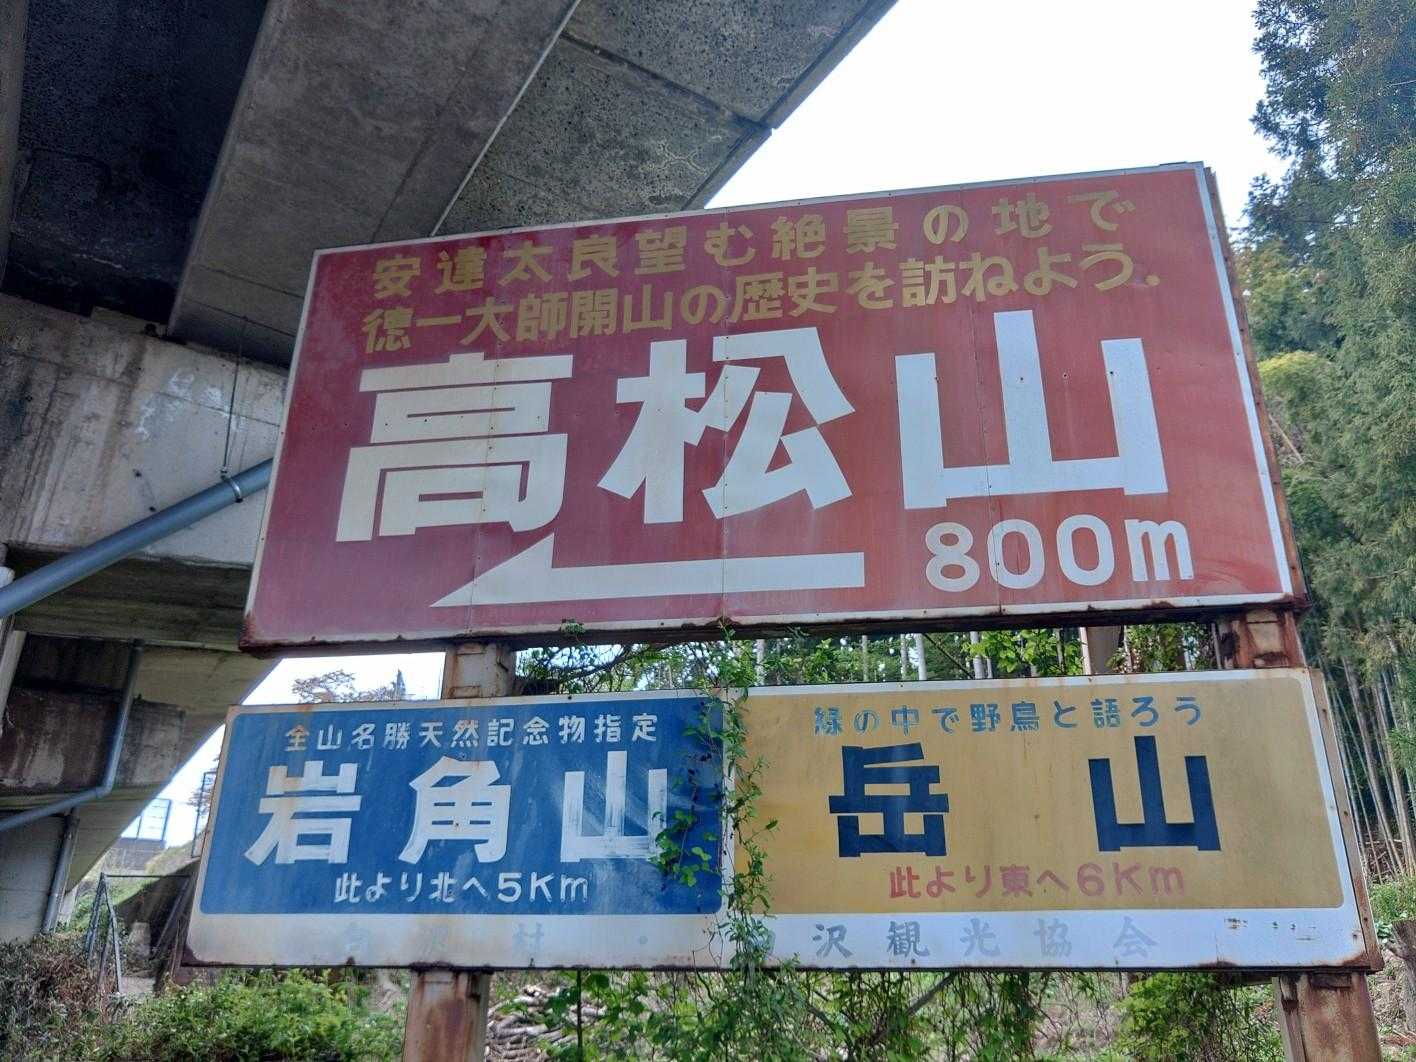 安達太良望む絶景の地で
徳一大師開山の歴史を訪ねよう.
高松山
800m
全山名勝天然記念物指定
岩角山
此より北へ5Km
緑の中で野鳥と語ろう
岳山
此より東へ6Km
白沢村・白沢観光協会